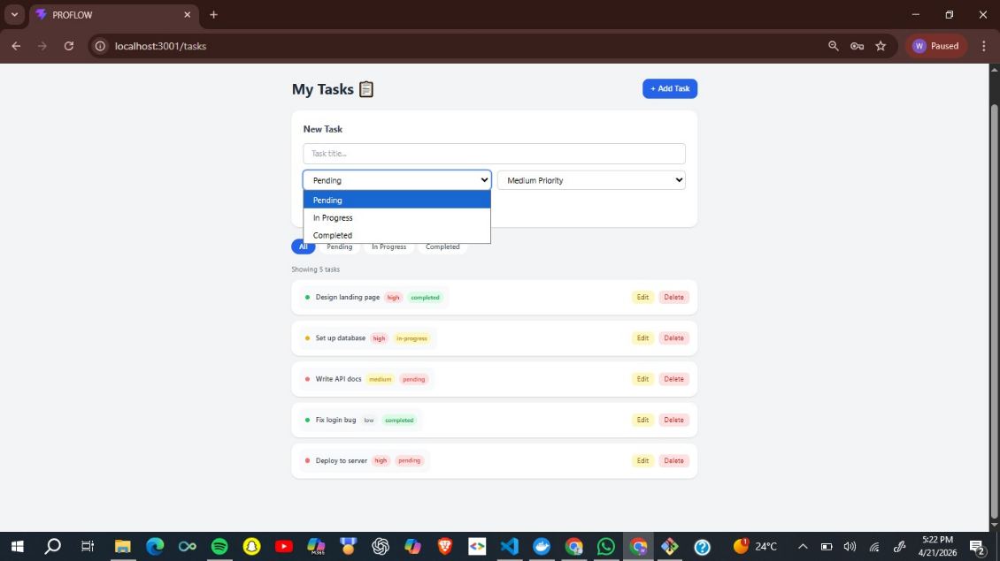 PROFLOW
localhost:3001/tasks
W Paused
My Tasks
+ Add Task
New Task
Task title...
Pending
Medium Priority
Pending
In Progress
Completed
All Pending In Progress Completed
Showing 5 tasks
Design landing page high completed Edit Delete
Set up database high in-progress Edit Delete
Write API docs medium pending Edit Delete
Fix login bug low completed Edit Delete
Deploy to server high pending Edit Delete
M365
1
24°C
5:22 PM
4/21/2026
2